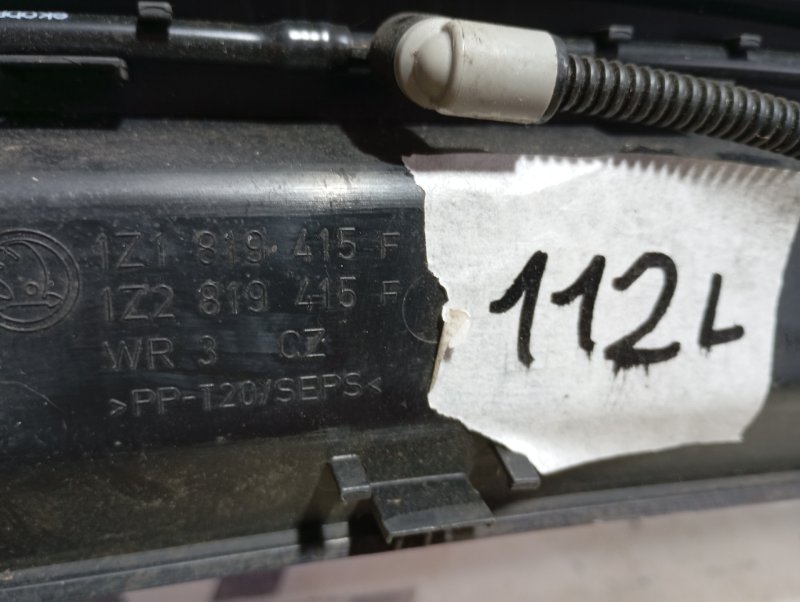 1Z1 819 415 F
1Z2 819 415 F
WR 3 CZ
>PP-T20/SEPS<
112L